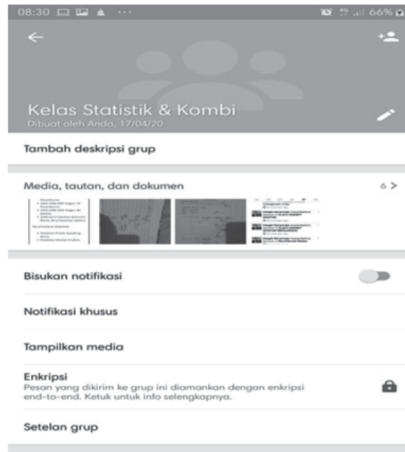 08:30
66%
Kelas Statistik & Kombi
Dibuat oleh Anda, 17/04/20
Tambah deskripsi grup
Media, tautan, dan dokumen
6 >
Bisukan notifikasi
Notifikasi khusus
Tampilkan media
Enkripsi
Pesan yang dikirim ke grup ini diamankan dengan enkripsi
end-to-end. Ketuk untuk info selengkapnya.
Setelan grup